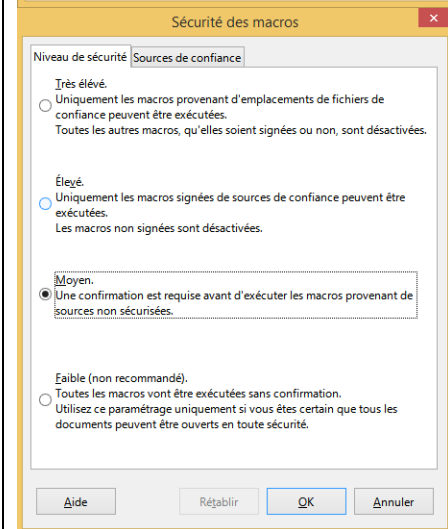 Sécurité des macros
Niveau de sécurité Sources de confiance
Très élevé.
Uniquement les macros provenant d'emplacements de fichiers de
confiance peuvent être exécutées.
Toutes les autres macros, qu'elles soient signées ou non, sont désactivées.
Élevé.
Uniquement les macros signées de sources de confiance peuvent être
exécutées.
Les macros non signées sont désactivées.
Moyen.
Une confirmation est requise avant d'exécuter les macros provenant de
sources non sécurisées.
Faible (non recommandé).
Toutes les macros vont être exécutées sans confirmation.
Utilisez ce paramétrage uniquement si vous êtes certain que tous les
documents peuvent être ouverts en toute sécurité.
Aide Rétablir OK Annuler